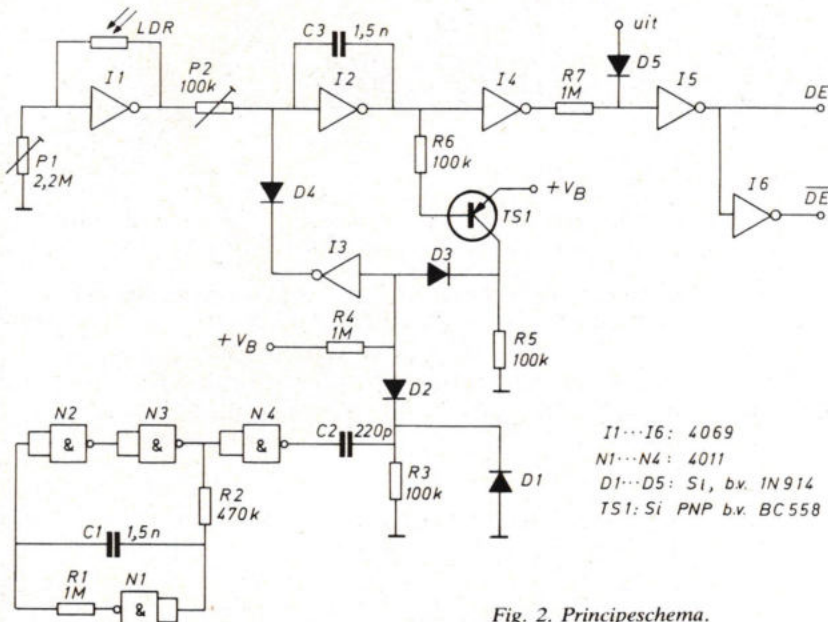 LDR
I1
P2
100k
C3
1,5 n
I2
I4
R7
1M
uit
D5
I5
DE
P1
2,2M
D4
R6
100k
+VB
TS1
I6
D̅E̅
I3
D3
R4
1M
+VB
R5
100k
D2
N2
&
N3
&
N4
&
C2
220p
R3
100k
D1
R2
470k
C1
1,5n
R1
1M
N1
&
I1···I6: 4069
N1···N4: 4011
D1···D5: Si, b.v. 1N914
TS1: Si PNP b.v. BC558
Fig. 2. Principeschema.